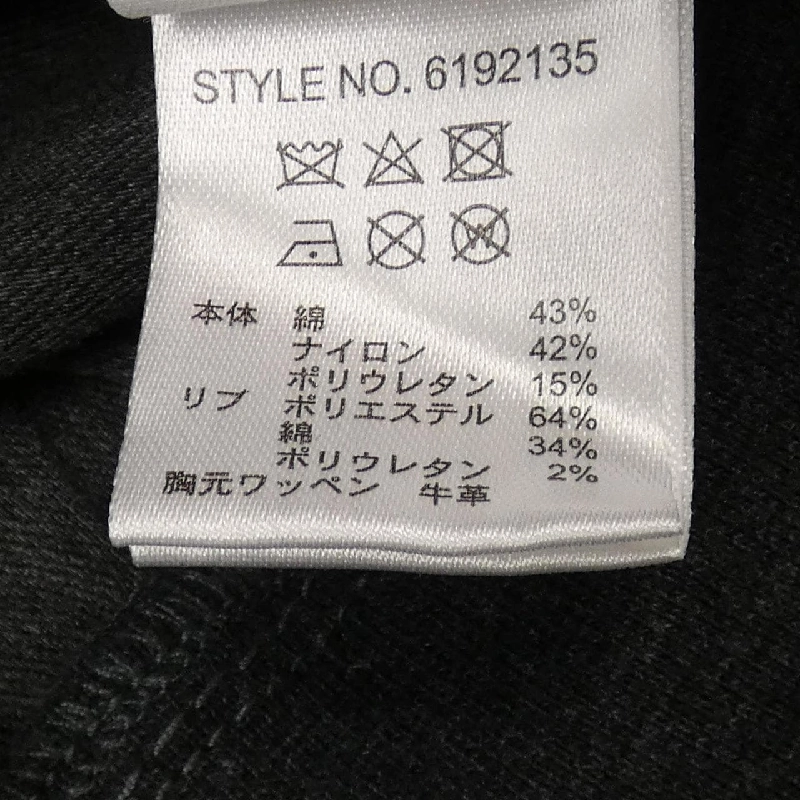 STYLE NO. 6192135
W
本体 綿 43%
ナイロン 42%
ポリウレタン 15%
リブ ポリエステル 64%
綿 34%
ポリウレタン 2%
胸元ワッペン 牛革